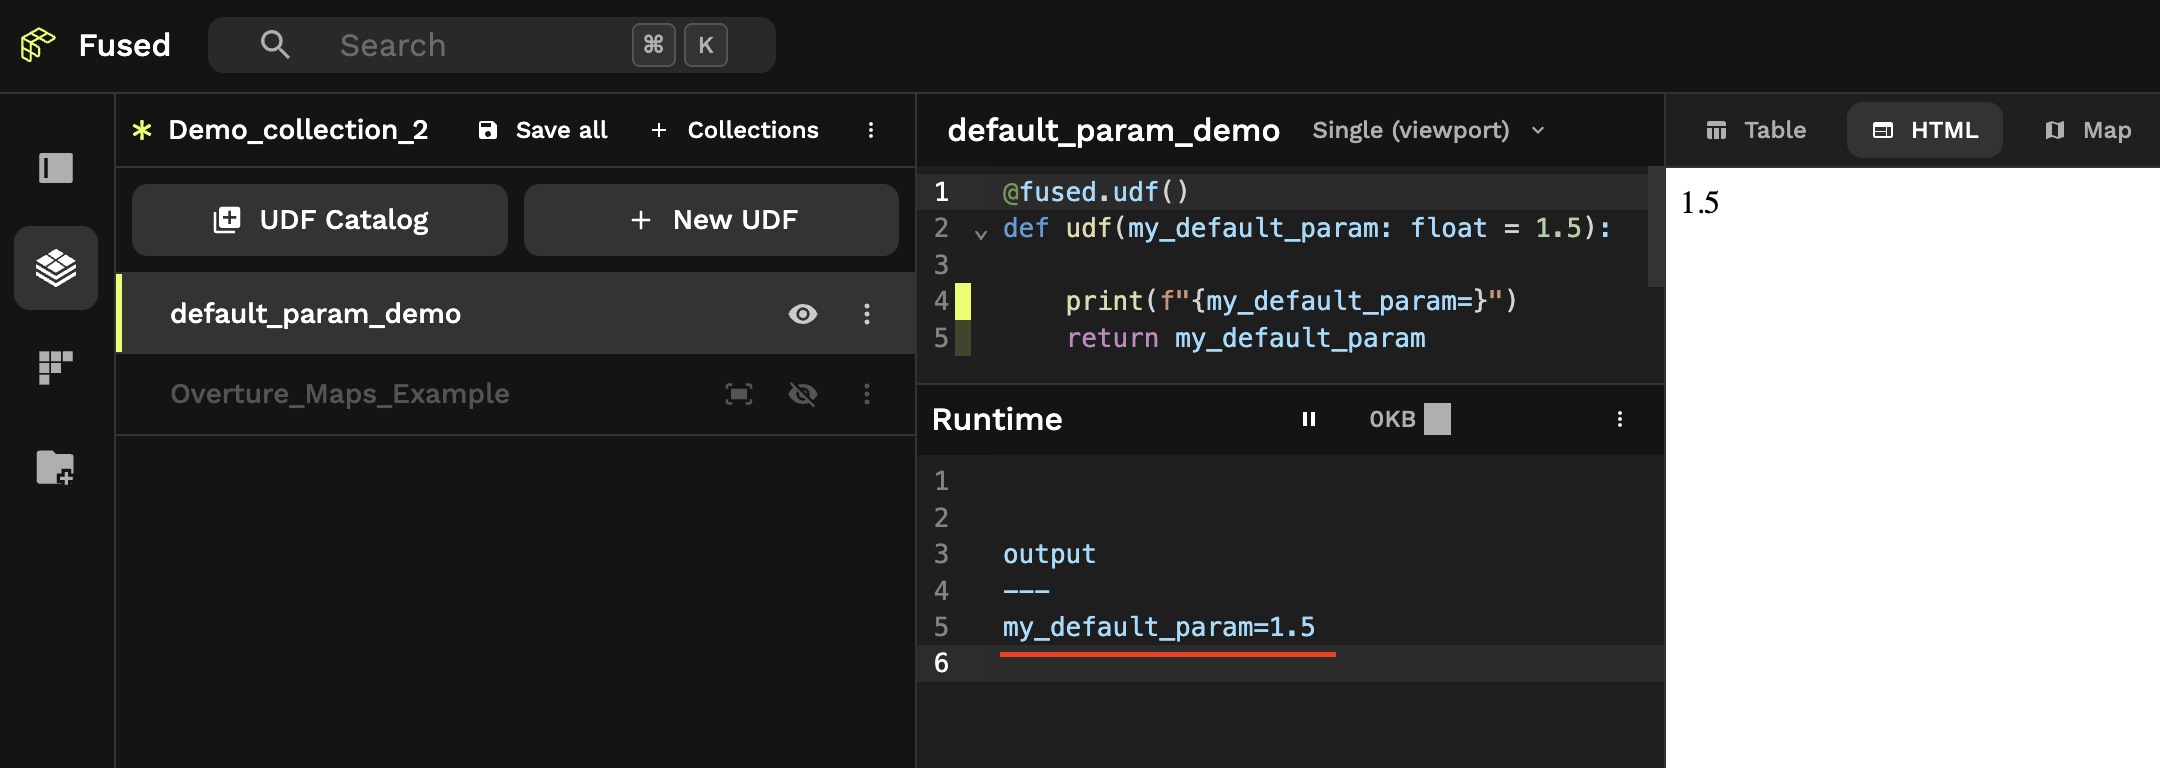 Fused
Search ⌘ K
Demo_collection_2 Save all + Collections
UDF Catalog + New UDF
default_param_demo
Overture_Maps_Example
default_param_demo Single (viewport)
1 @fused.udf()
2 def udf(my_default_param: float = 1.5):
3
4 print(f"{my_default_param=}")
5 return my_default_param
Runtime 0KB
1
2
3 output
4 ---
5 my_default_param=1.5
6
Table HTML Map
1.5